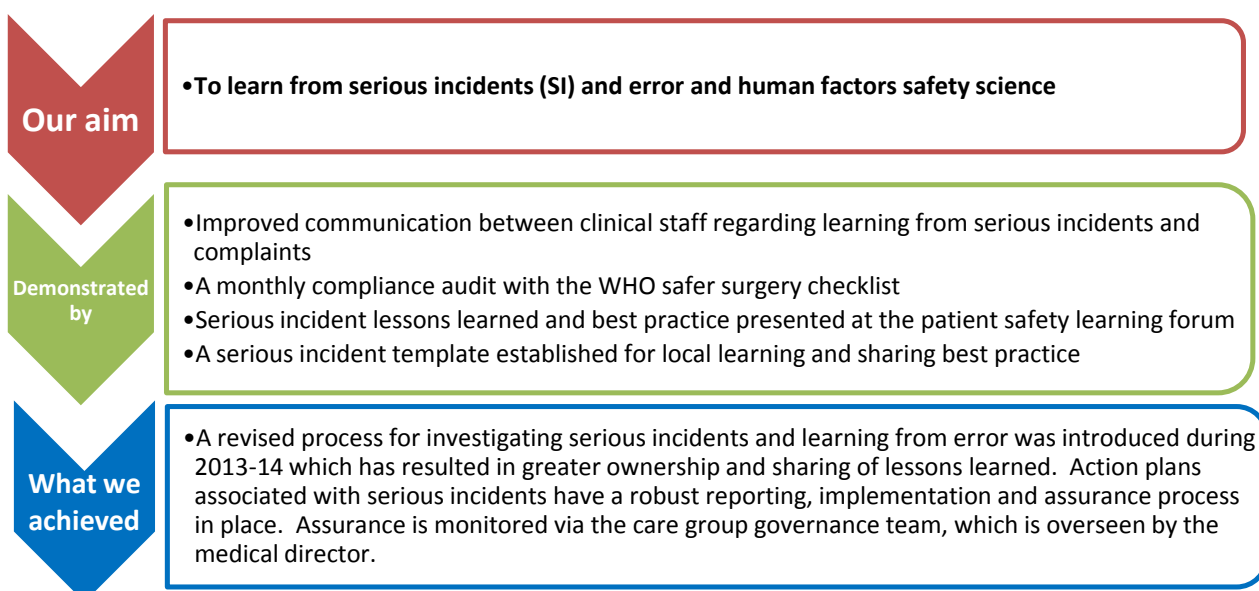 Our aim
•To learn from serious incidents (SI) and error and human factors safety science
Demonstrated
by
•Improved communication between clinical staff regarding learning from serious incidents and
complaints
•A monthly compliance audit with the WHO safer surgery checklist
•Serious incident lessons learned and best practice presented at the patient safety learning forum
•A serious incident template established for local learning and sharing best practice
What we
achieved
•A revised process for investigating serious incidents and learning from error was introduced during
2013-14 which has resulted in greater ownership and sharing of lessons learned.  Action plans
associated with serious incidents have a robust reporting, implementation and assurance process
in place.  Assurance is monitored via the care group governance team, which is overseen by the
medical director.